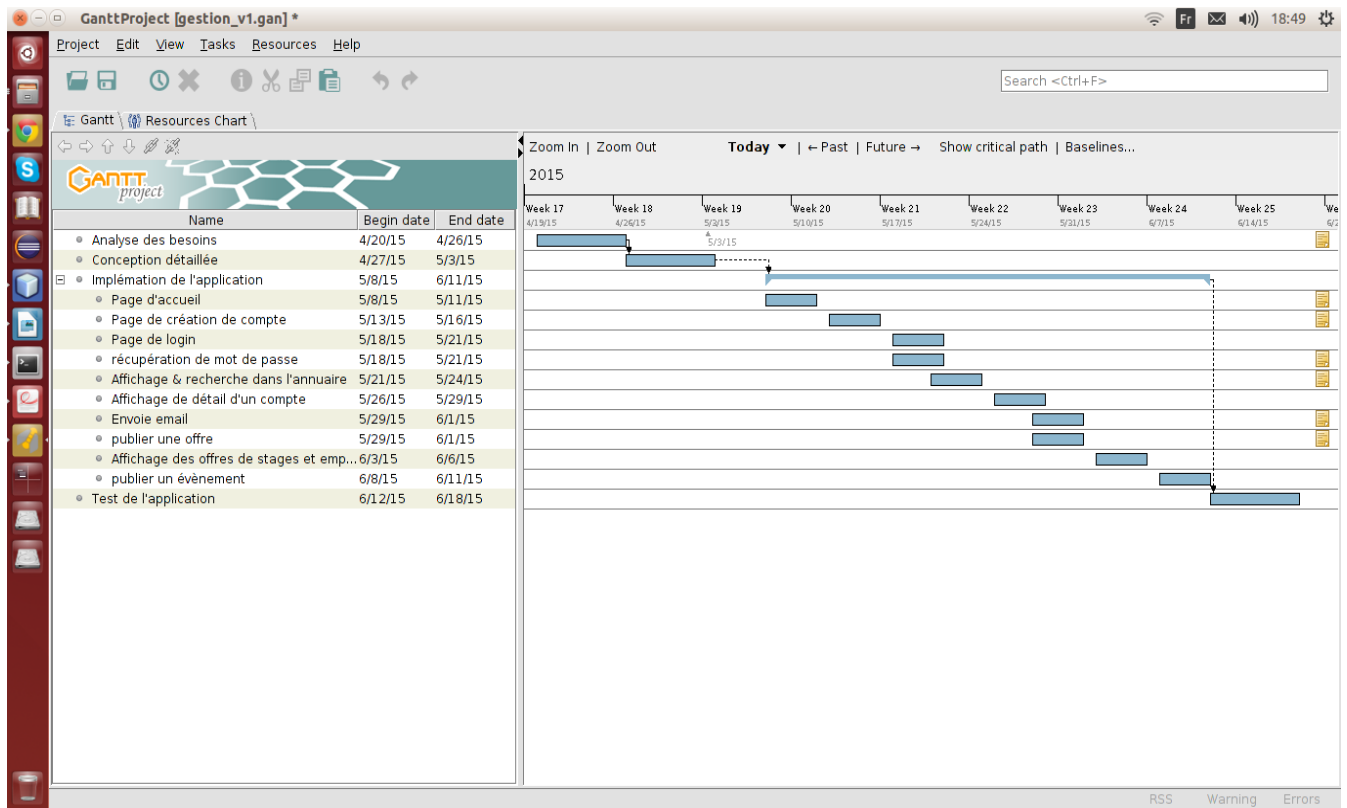 GanttProject [gestion_v1.gan] *
Fr 18:49
Project Edit View Tasks Resources Help
Search <Ctrl+F>
Gantt Resources Chart
Zoom In | Zoom Out Today ▼ | ←Past | Future → Show critical path | Baselines...
GANTT project
2015
Week 17 Week 18 Week 19 Week 20 Week 21 Week 22 Week 23 Week 24 Week 25 We
4/19/15 4/26/15 5/3/15 5/10/15 5/17/15 5/24/15 5/31/15 6/7/15 6/14/15 6/2
Name Begin date End date
Analyse des besoins 4/20/15 4/26/15
5/3/15
Conception détaillée 4/27/15 5/3/15
Implémation de l'application 5/8/15 6/11/15
Page d'accueil 5/8/15 5/11/15
Page de création de compte 5/13/15 5/16/15
Page de login 5/18/15 5/21/15
récupération de mot de passe 5/18/15 5/21/15
Affichage & recherche dans l'annuaire 5/21/15 5/24/15
Affichage de détail d'un compte 5/26/15 5/29/15
Envoie email 5/29/15 6/1/15
publier une offre 5/29/15 6/1/15
Affichage des offres de stages et emp... 6/3/15 6/6/15
publier un évènement 6/8/15 6/11/15
Test de l'application 6/12/15 6/18/15
RSS Warning Errors